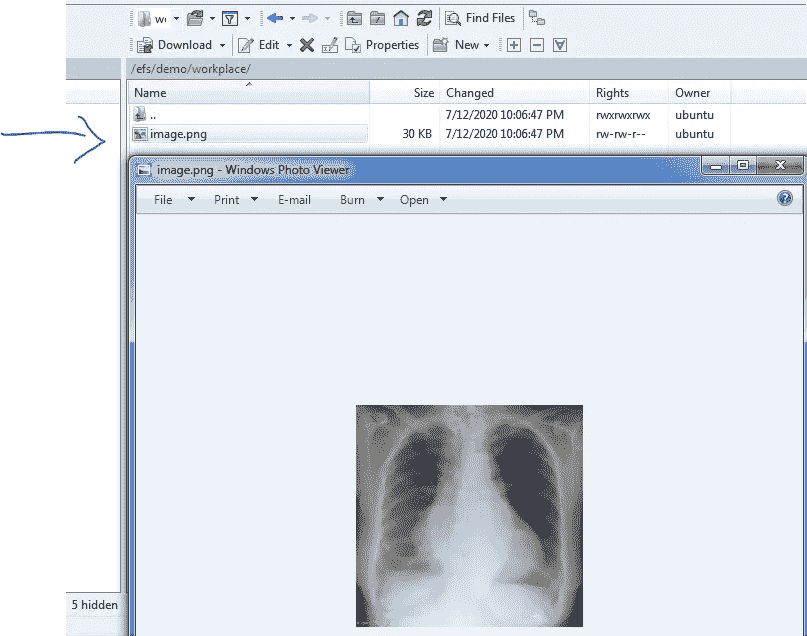 w
Find Files
Download Edit Properties New
/efs/demo/workplace/
Name Size Changed Rights Owner
.. 7/12/2020 10:06:47 PM rwxrwxrwx ubuntu
image.png 30 KB 7/12/2020 10:06:47 PM rw-rw-r-- ubuntu
image.png - Windows Photo Viewer
File Print E-mail Burn Open
5 hidden